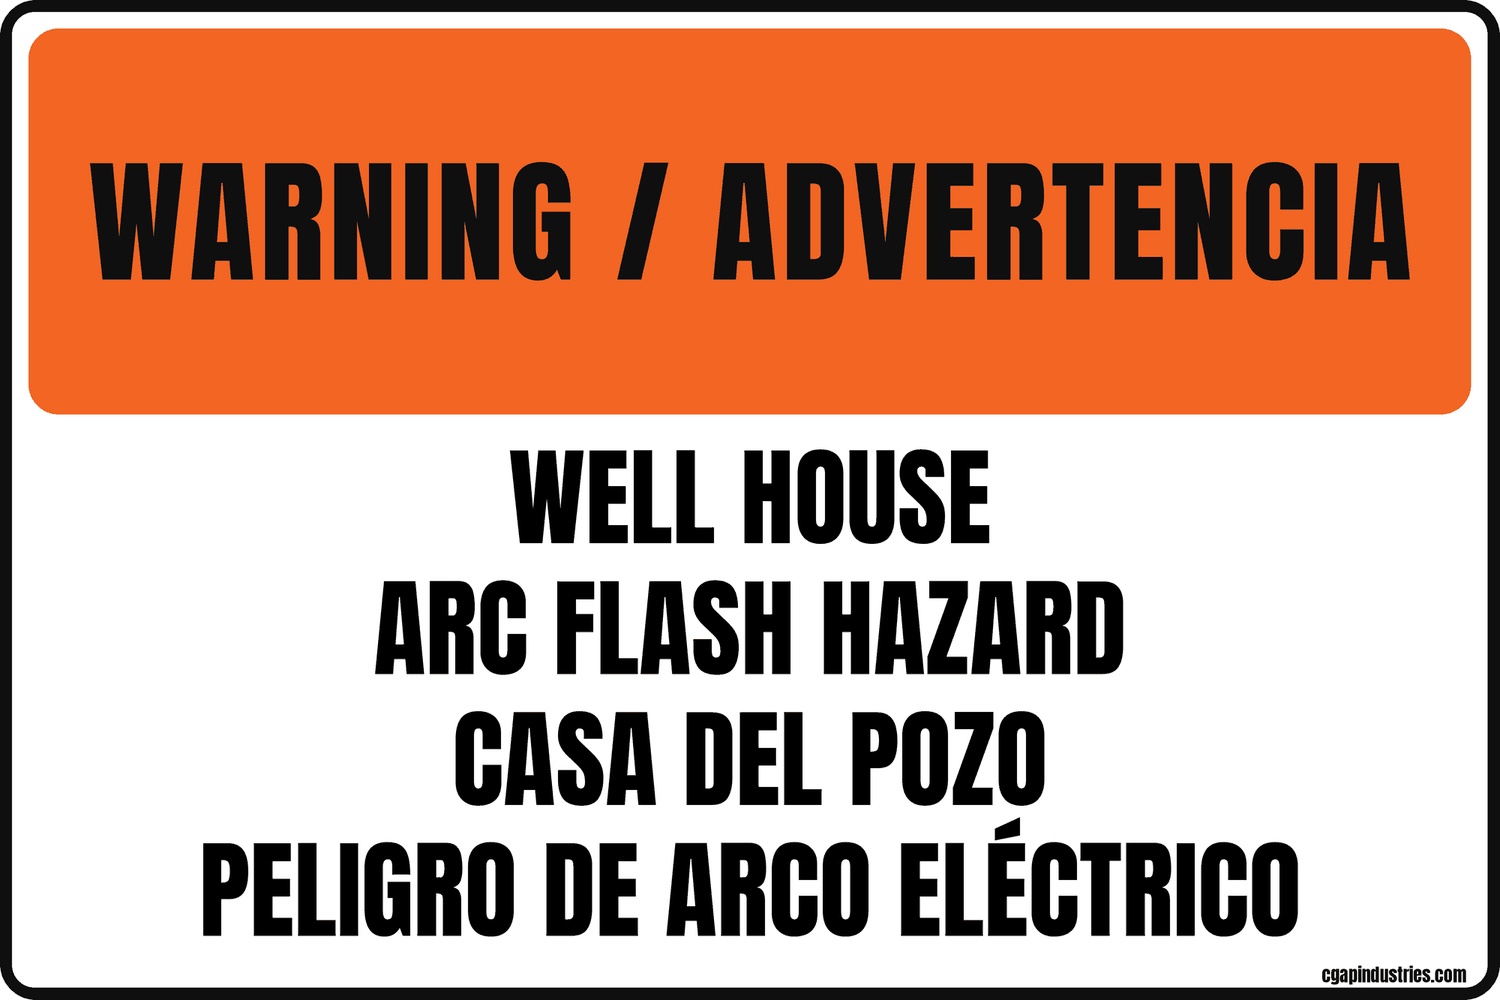 WARNING / ADVERTENCIA
WELL HOUSE
ARC FLASH HAZARD
CASA DEL POZO
PELIGRO DE ARCO ELÉCTRICO
cgapindustries.com